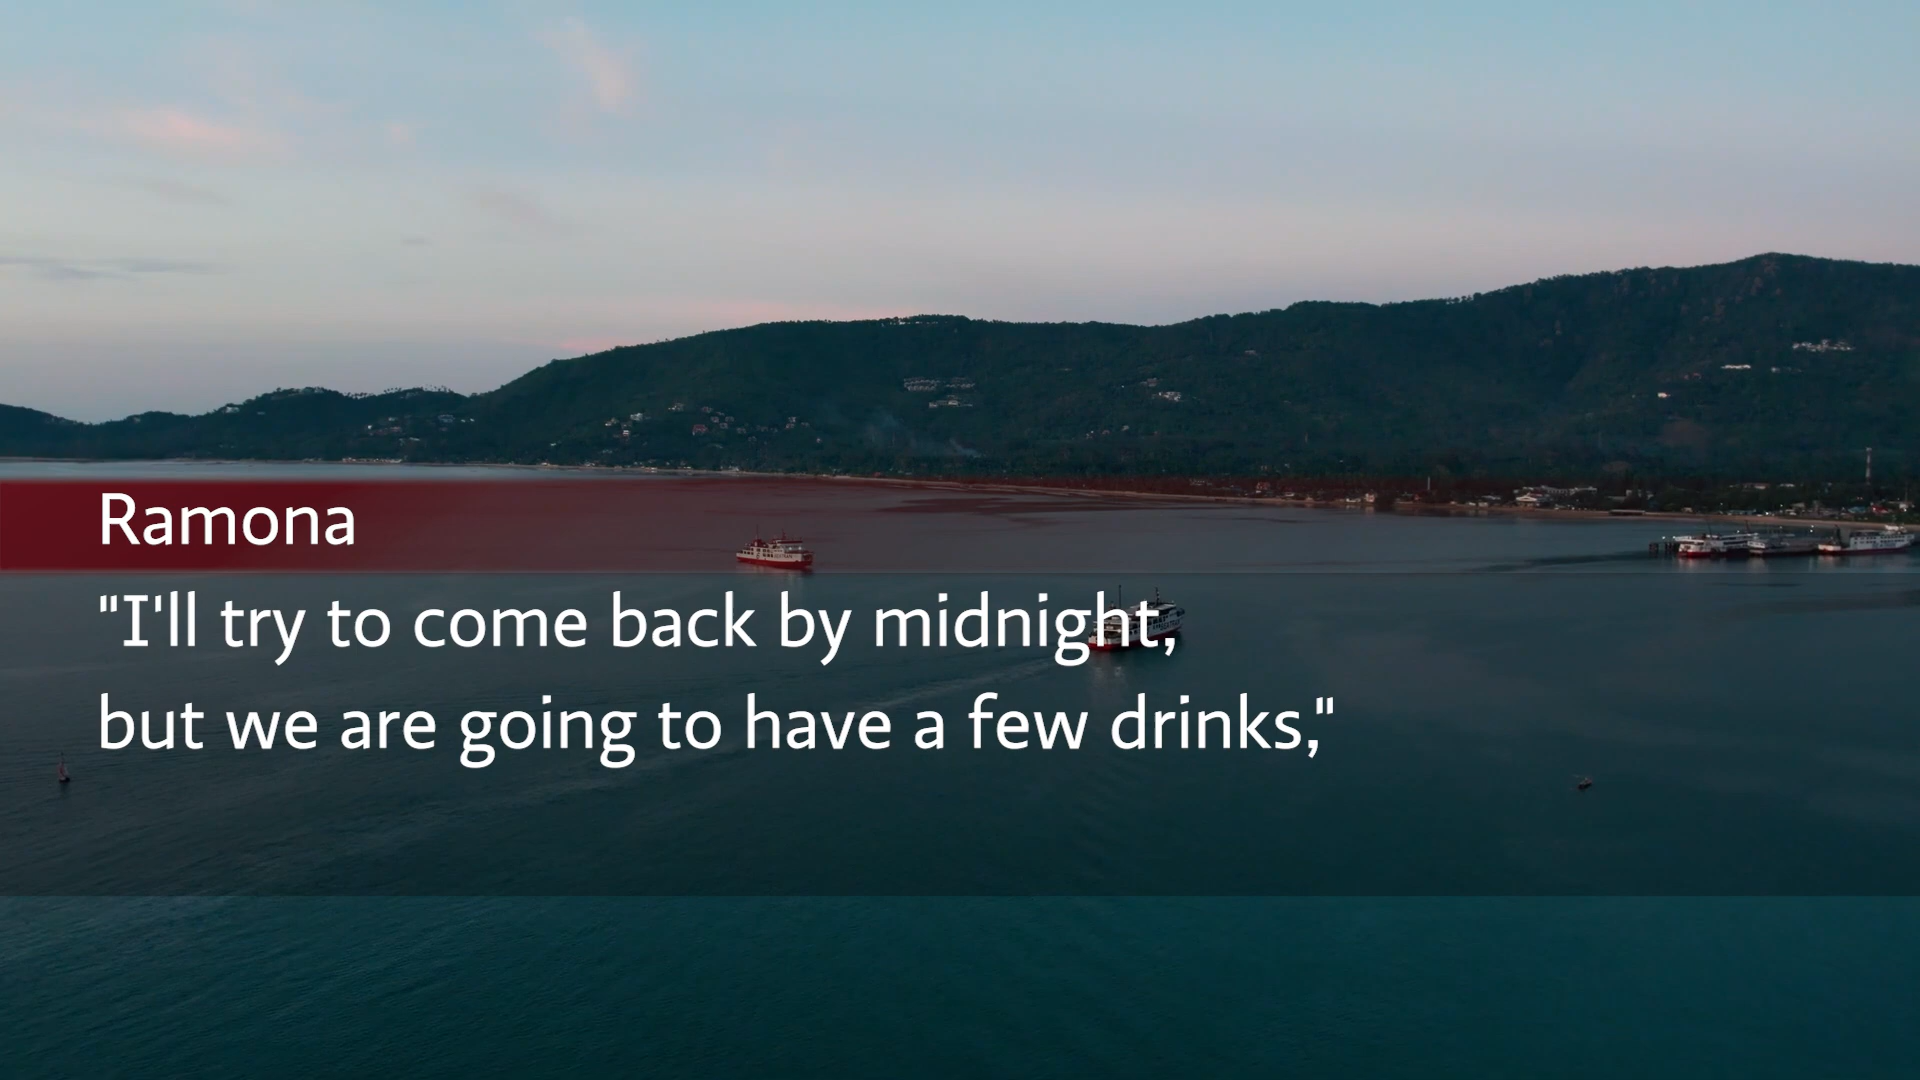 Ramona
"I'll try to come back by midnight,
but we are going to have a few drinks,"